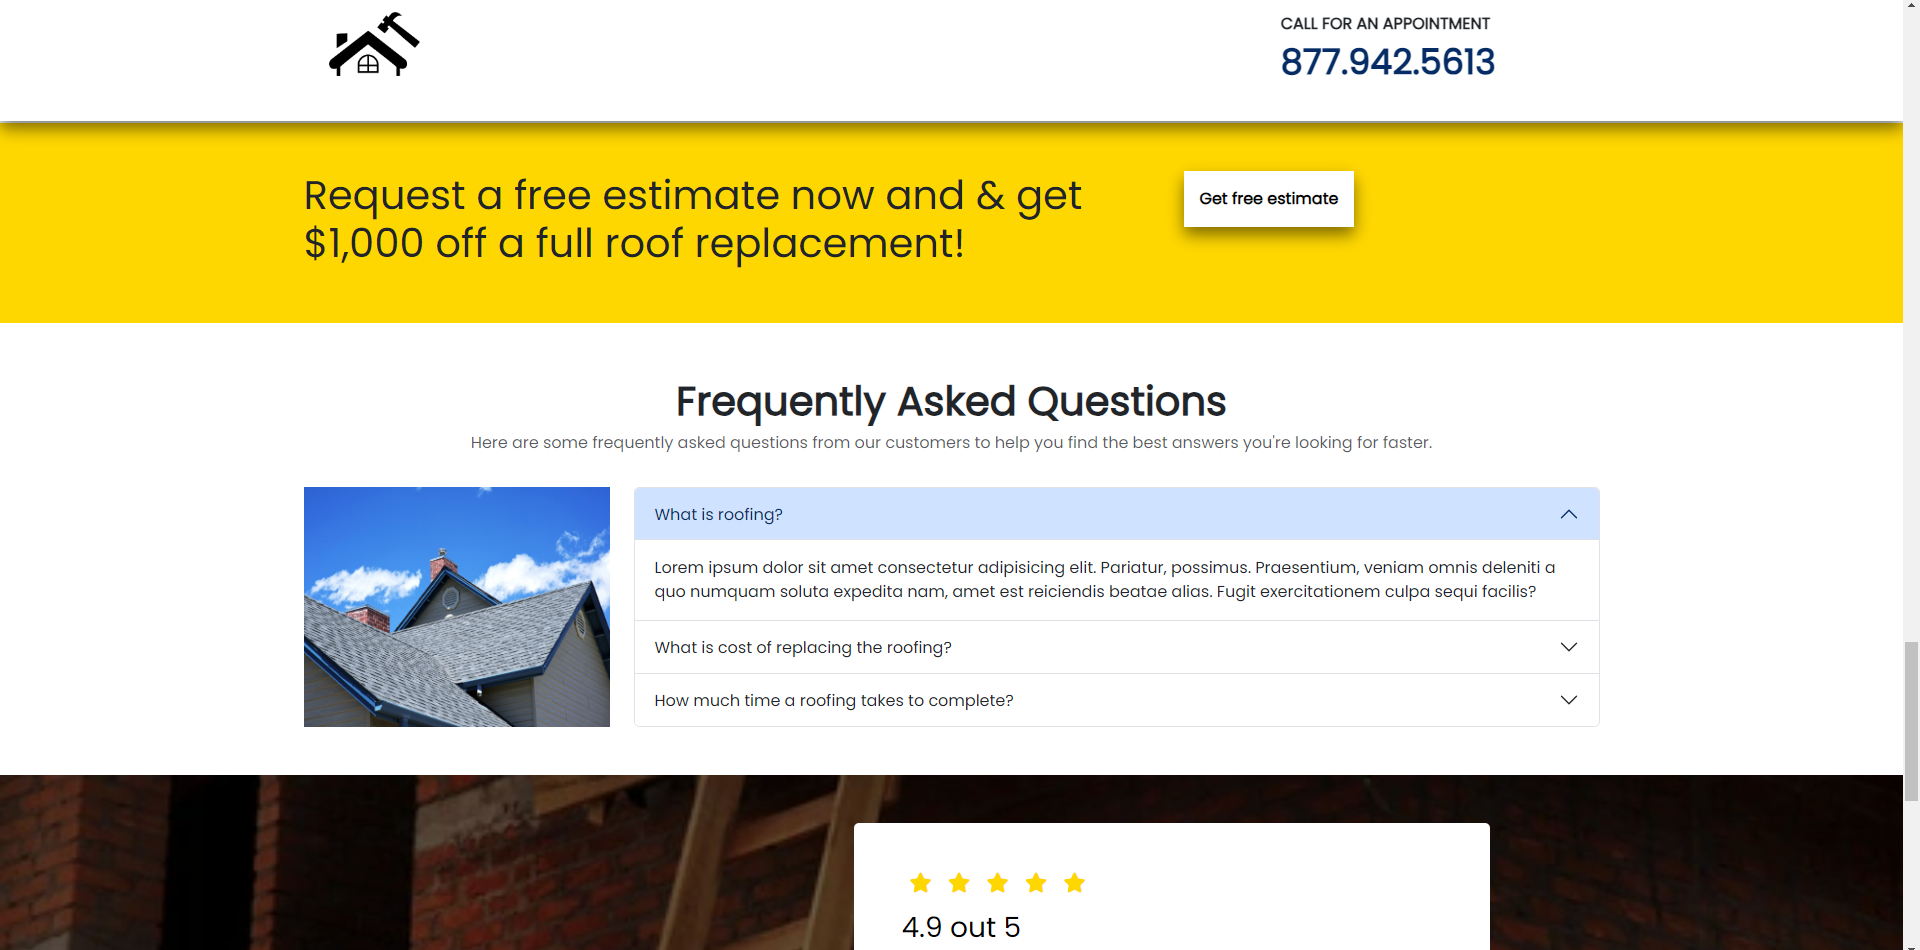 CALL FOR AN APPOINTMENT
877.942.5613
Request a free estimate now and & get
$1,000 off a full roof replacement!
Get free estimate
Frequently Asked Questions
Here are some frequently asked questions from our customers to help you find the best answers you're looking for faster.
What is roofing?
Lorem ipsum dolor sit amet consectetur adipisicing elit. Pariatur, possimus. Praesentium, veniam omnis deleniti a
quo numquam soluta expedita nam, amet est reiciendis beatae alias. Fugit exercitationem culpa sequi facilis?
What is cost of replacing the roofing?
How much time a roofing takes to complete?
4.9 out 5